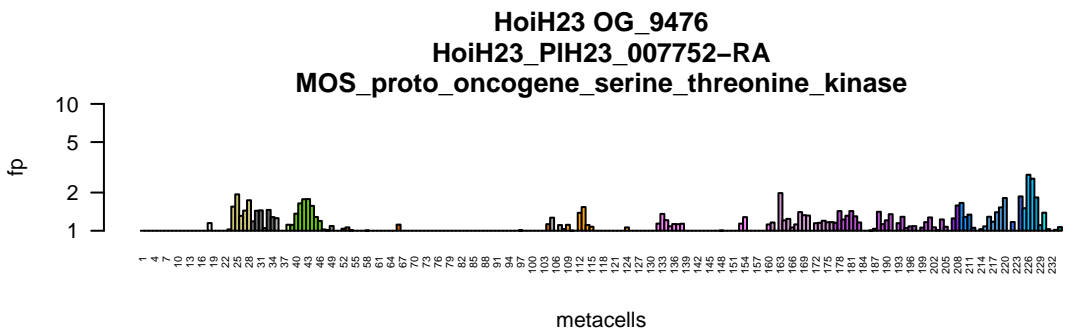 HoiH23 OG_9476
HoiH23_PIH23_007752−RA
MOS_proto_oncogene_serine_threonine_kinase
10
5
2
1
fp
1 4 7 10 13 16 19 22 25 28 31 34 37 40 43 46 49 52 55 58 61 64 67 70 73 76 79 82 85 88 91 94 97 100 103 106 109 112 115 118 121 124 127 130 133 136 139 142 145 148 151 154 157 160 163 166 169 172 175 178 181 184 187 190 193 196 199 202 205 208 211 214 217 220 223 226 229 232
metacells